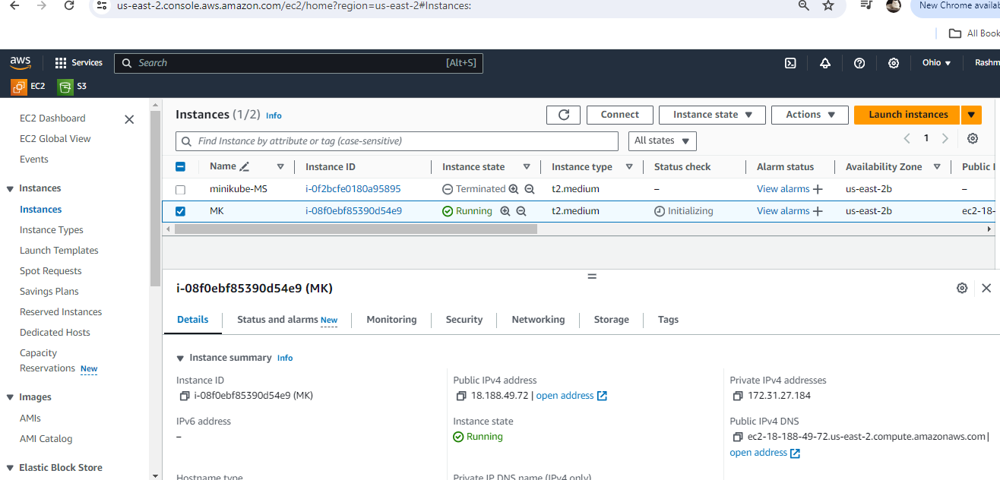 us-east-2.console.aws.amazon.com/ec2/home?region=us-east-2#Instances:
New Chrome availab
All Book
aws
Services
Search
[Alt+S]
Ohio
Rashm
EC2
S3
EC2 Dashboard
EC2 Global View
Events
Instances
Instances
Instance Types
Launch Templates
Spot Requests
Savings Plans
Reserved Instances
Dedicated Hosts
Capacity
Reservations New
Images
AMIs
AMI Catalog
Elastic Block Store
Instances (1/2) Info
Connect
Instance state
Actions
Launch instances
Find Instance by attribute or tag (case-sensitive)
All states
1
Name Instance ID Instance state Instance type Status check Alarm status Availability Zone Public I
minikube-MS i-0f2bcfe0180a95895 Terminated t2.medium – View alarms + us-east-2b –
MK i-08f0ebf85390d54e9 Running t2.medium Initializing View alarms + us-east-2b ec2-18-
i-08f0ebf85390d54e9 (MK)
Details Status and alarms New Monitoring Security Networking Storage Tags
Instance summary Info
Instance ID
i-08f0ebf85390d54e9 (MK)
Public IPv4 address
18.188.49.72 | open address
Private IPv4 addresses
172.31.27.184
IPv6 address
–
Instance state
Running
Public IPv4 DNS
ec2-18-188-49-72.us-east-2.compute.amazonaws.com |
open address
Hostname type
Private IP DNS name (IPv4 only)